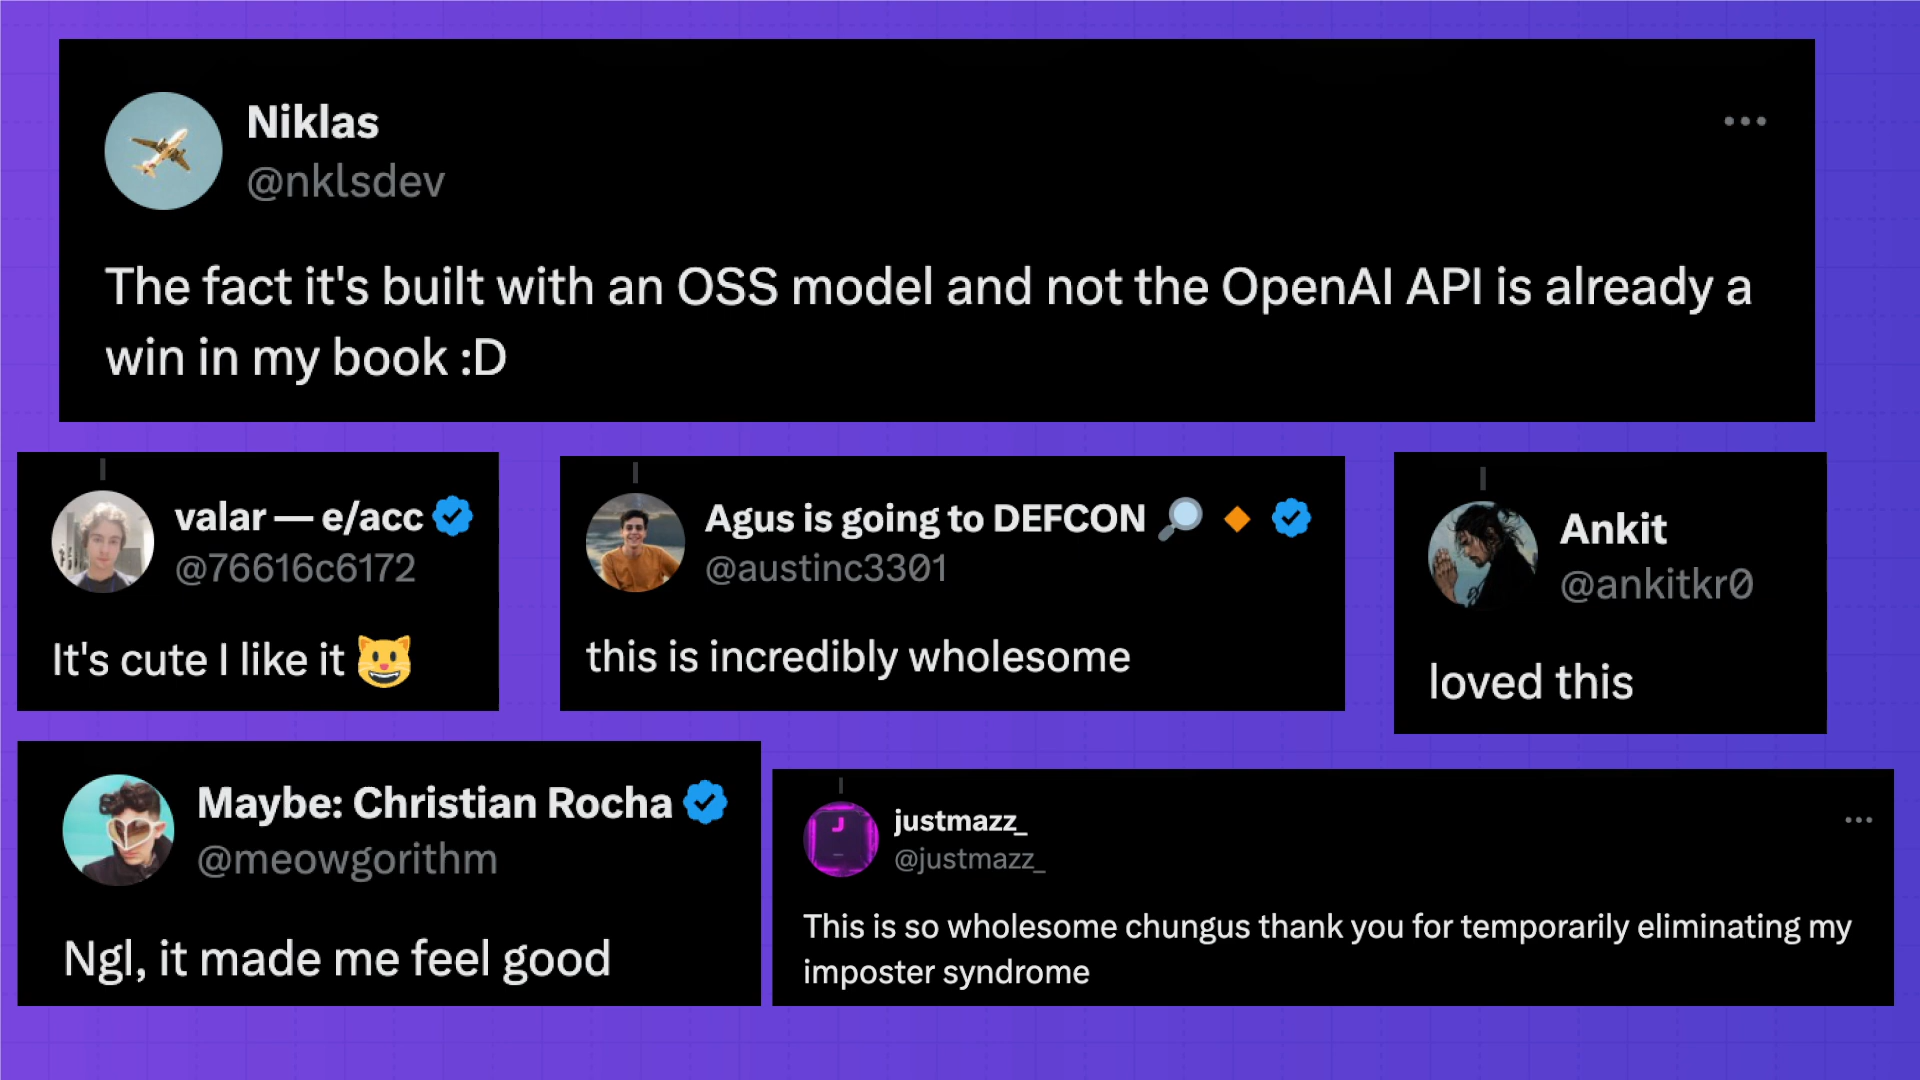 Niklas
@nklsdev
The fact it's built with an OSS model and not the OpenAI API is already a
win in my book :D
valar — e/acc
@76616c6172
It's cute I like it 😺
Agus is going to DEFCON 🔎 🔸
@austinc3301
this is incredibly wholesome
Ankit
@ankitkr0
loved this
Maybe: Christian Rocha
@meowgorithm
Ngl, it made me feel good
justmazz_
@justmazz_
This is so wholesome chungus thank you for temporarily eliminating my
imposter syndrome